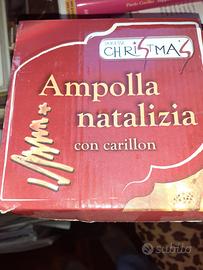 CHRISTMAS
Ampolla
natalizia
con carillon
subito